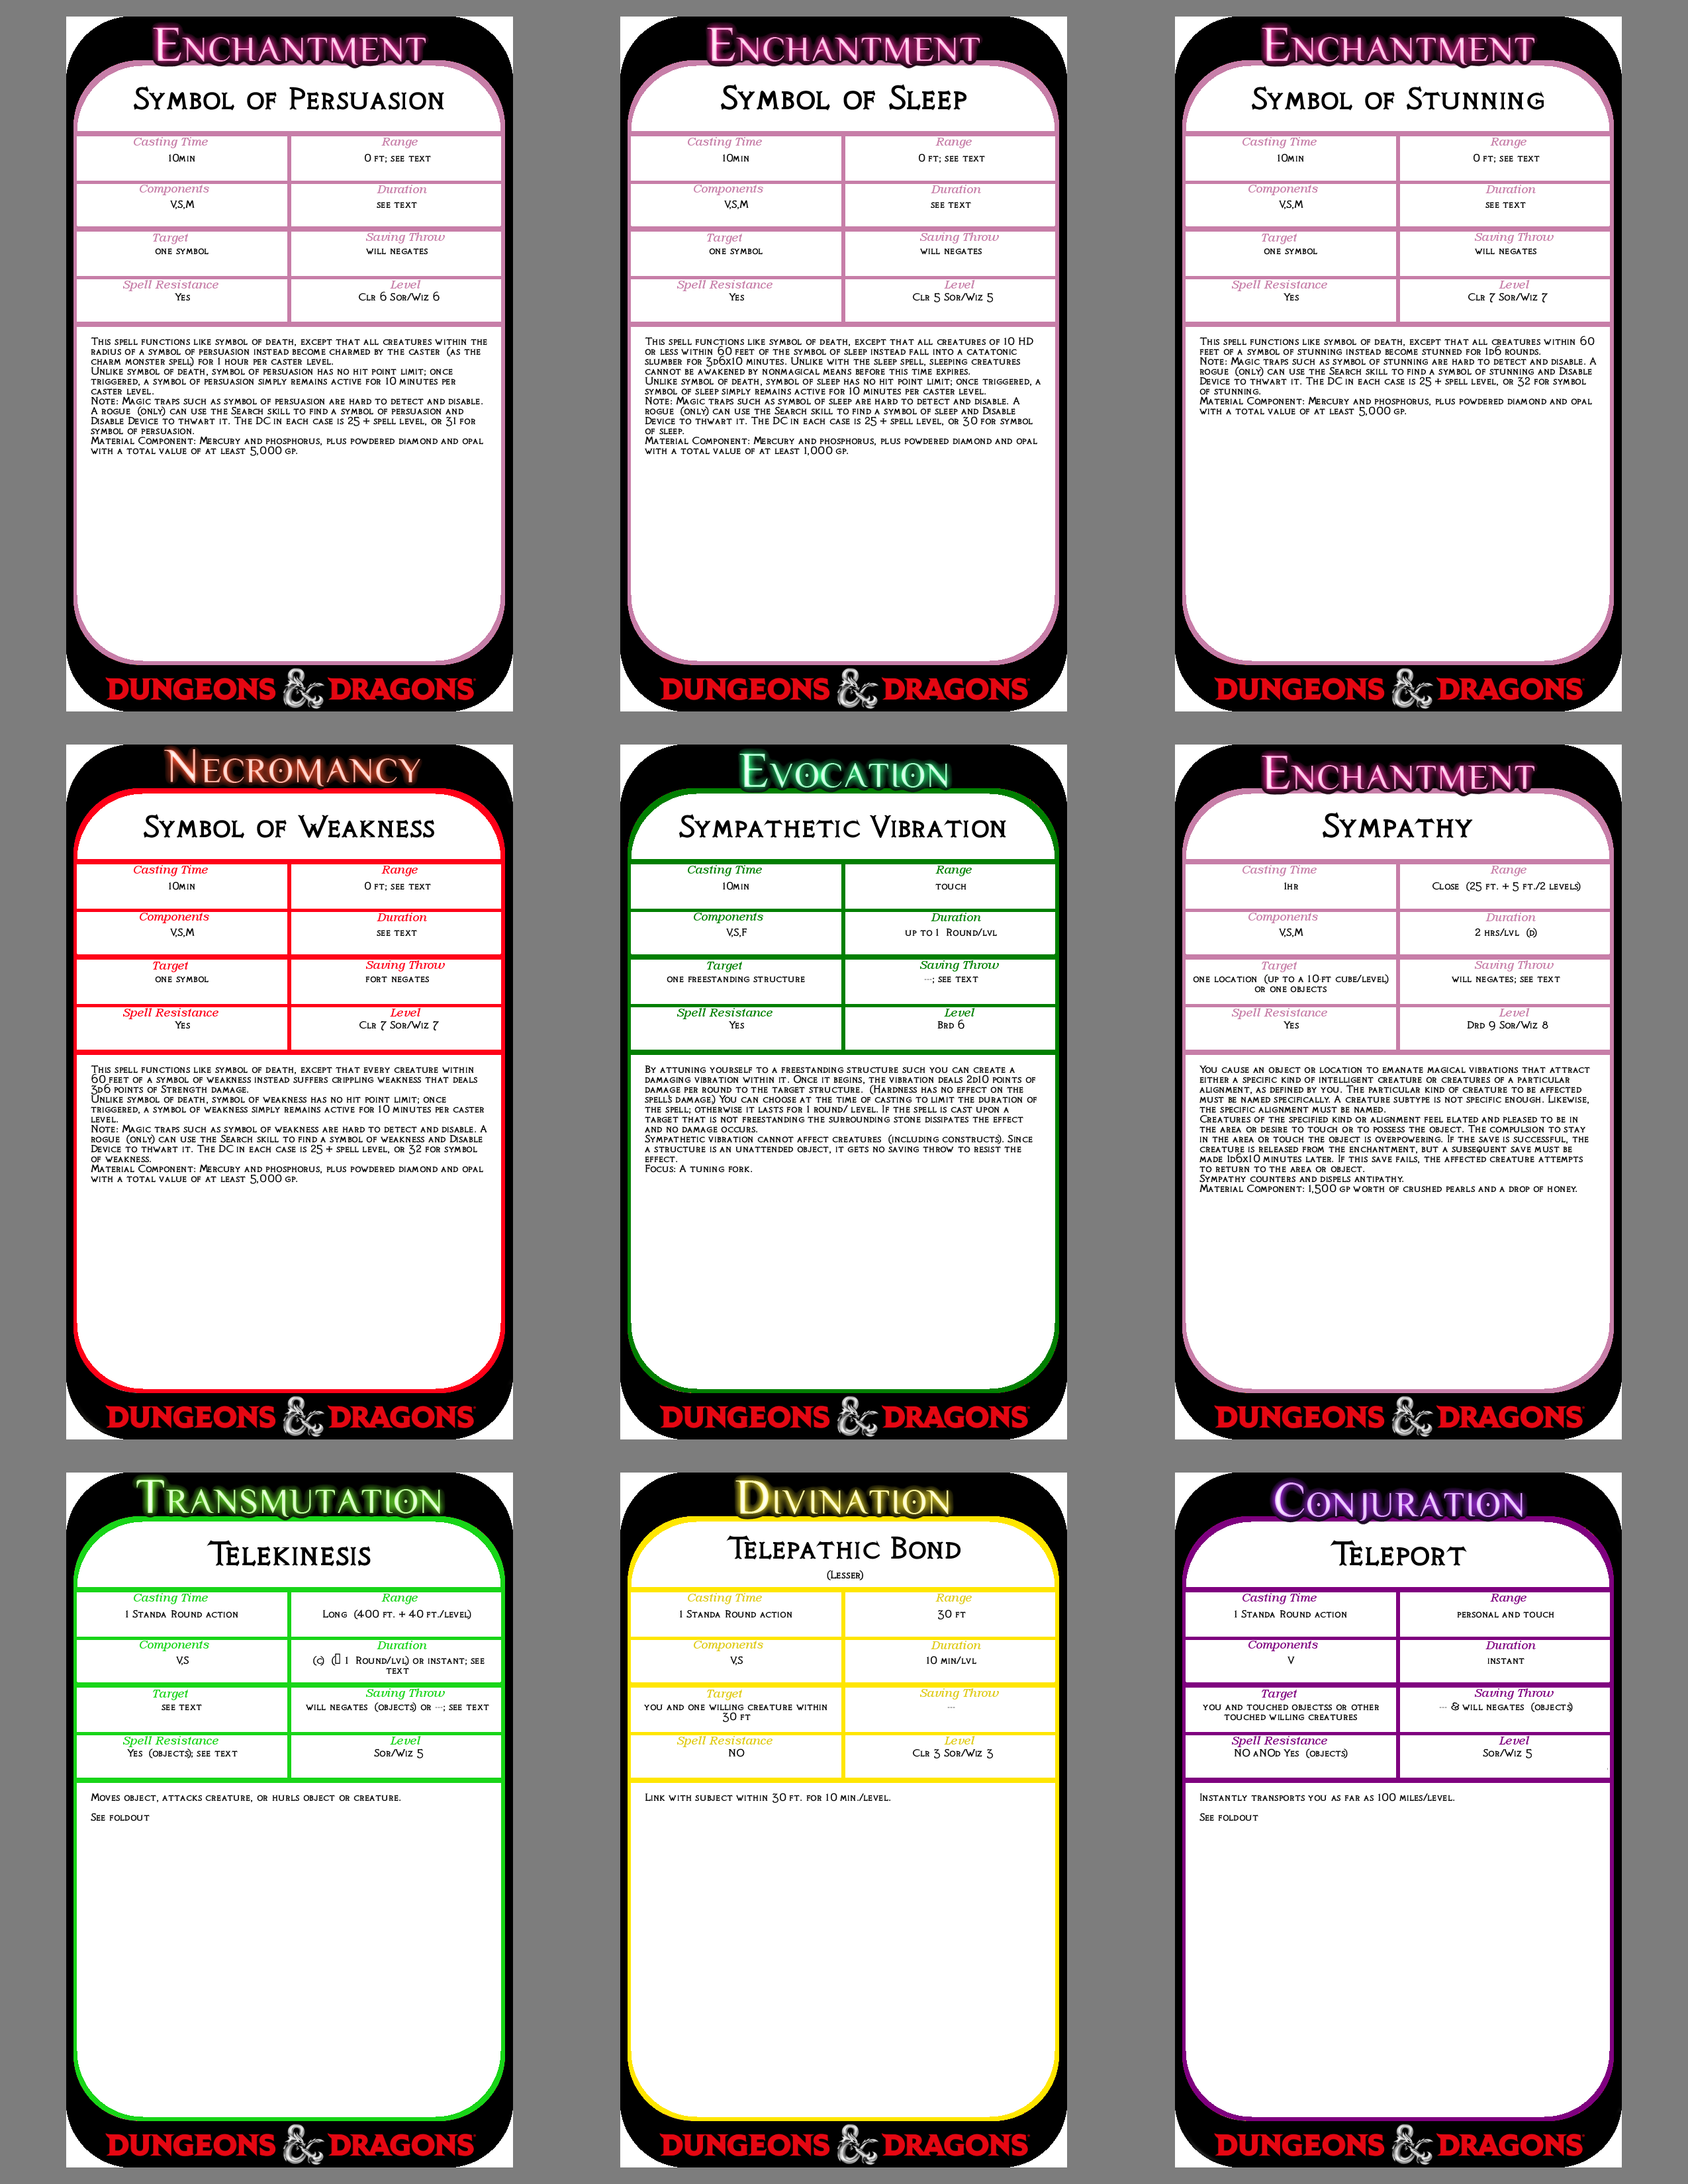 Enchantment
Symbol of Persuasion
Casting Time
Range
10min
0 ft; see text
Components
Duration
V,S,M
see text
Target
Saving Throw
one symbol
will negates
Spell Resistance
Level
Yes
Clr 6 Sor/Wiz 6
This spell functions like symbol of death, except that all creatures within the
radius of a symbol of persuasion instead become charmed by the caster (as the
charm monster spell) for 1 hour per caster level.
Unlike symbol of death, symbol of persuasion has no hit point limit; once
triggered, a symbol of persuasion simply remains active for 10 minutes per
caster level.
Note: Magic traps such as symbol of persuasion are hard to detect and disable.
A rogue (only) can use the Search skill to find a symbol of persuasion and
Disable Device to thwart it. The DC in each case is 25 + spell level, or 31 for
symbol of persuasion.
Material Component: Mercury and phosphorus, plus powdered diamond and opal
with a total value of at least 5,000 gp.
DUNGEONS & DRAGONS
Enchantment
Symbol of Sleep
Casting Time
Range
10min
0 ft; see text
Components
Duration
V,S,M
see text
Target
Saving Throw
one symbol
will negates
Spell Resistance
Level
Yes
Clr 5 Sor/Wiz 5
This spell functions like symbol of death, except that all creatures of 10 HD
or less within 60 feet of the symbol of sleep instead fall into a catatonic
slumber for 3d6x10 minutes. Unlike with the sleep spell, sleeping creatures
cannot be awakened by nonmagical means before this time expires.
Unlike symbol of death, symbol of sleep has no hit point limit; once triggered, a
symbol of sleep simply remains active for 10 minutes per caster level.
Note: Magic traps such as symbol of sleep are hard to detect and disable. A
rogue (only) can use the Search skill to find a symbol of sleep and Disable
Device to thwart it. The DC in each case is 25 + spell level, or 30 for symbol
of sleep.
Material Component: Mercury and phosphorus, plus powdered diamond and opal
with a total value of at least 1,000 gp.
DUNGEONS & DRAGONS
Enchantment
Symbol of Stunning
Casting Time
Range
10min
0 ft; see text
Components
Duration
V,S,M
see text
Target
Saving Throw
one symbol
will negates
Spell Resistance
Level
Yes
Clr 7 Sor/Wiz 7
This spell functions like symbol of death, except that all creatures within 60
feet of a symbol of stunning instead become stunned for 1d6 rounds.
Note: Magic traps such as symbol of stunning are hard to detect and disable. A
rogue (only) can use the Search skill to find a symbol of stunning and Disable
Device to thwart it. The DC in each case is 25 + spell level, or 32 for symbol
of stunning.
Material Component: Mercury and phosphorus, plus powdered diamond and opal
with a total value of at least 5,000 gp.
DUNGEONS & DRAGONS
Necromancy
Symbol of Weakness
Casting Time
Range
10min
0 ft; see text
Components
Duration
V,S,M
see text
Target
Saving Throw
one symbol
fort negates
Spell Resistance
Level
Yes
Clr 7 Sor/Wiz 7
This spell functions like symbol of death, except that every creature within
60 feet of a symbol of weakness instead suffers crippling weakness that deals
3d6 points of Strength damage.
Unlike symbol of death, symbol of weakness has no hit point limit; once
triggered, a symbol of weakness simply remains active for 10 minutes per caster
level.
Note: Magic traps such as symbol of weakness are hard to detect and disable. A
rogue (only) can use the Search skill to find a symbol of weakness and Disable
Device to thwart it. The DC in each case is 25 + spell level, or 32 for symbol
of weakness.
Material Component: Mercury and phosphorus, plus powdered diamond and opal
with a total value of at least 5,000 gp.
DUNGEONS & DRAGONS
Evocation
Sympathetic Vibration
Casting Time
Range
10min
touch
Components
Duration
V,S,F
up to 1 Round/lvl
Target
Saving Throw
one freestanding structure
---; see text
Spell Resistance
Level
Yes
Brd 6
By attuning yourself to a freestanding structure such you can create a
damaging vibration within it. Once it begins, the vibration deals 2d10 points of
damage per round to the target structure. (Hardness has no effect on the
spell's damage.) You can choose at the time of casting to limit the duration of
the spell; otherwise it lasts for 1 round/ level. If the spell is cast upon a
target that is not freestanding the surrounding stone dissipates the effect
and no damage occurs.
Sympathetic vibration cannot affect creatures (including constructs). Since
a structure is an unattended object, it gets no saving throw to resist the
effect.
Focus: A tuning fork.
DUNGEONS & DRAGONS
Enchantment
Sympathy
Casting Time
Range
1hr
Close (25 ft. + 5 ft./2 levels)
Components
Duration
V,S,M
2 hrs/lvl (D)
Target
Saving Throw
one location (up to a 10-ft cube/level)
or one objects
will negates; see text
Spell Resistance
Level
Yes
Drd 9 Sor/Wiz 8
You cause an object or location to emanate magical vibrations that attract
either a specific kind of intelligent creature or creatures of a particular
alignment, as defined by you. The particular kind of creature to be affected
must be named specifically. A creature subtype is not specific enough. Likewise,
the specific alignment must be named.
Creatures of the specified kind or alignment feel elated and pleased to be in
the area or desire to touch or to possess the object. The compulsion to stay
in the area or touch the object is overpowering. If the save is successful, the
creature is released from the enchantment, but a subsequent save must be
made 1d6x10 minutes later. If this save fails, the affected creature attempts
to return to the area or object.
Sympathy counters and dispels antipathy.
Material Component: 1,500 gp worth of crushed pearls and a drop of honey.
DUNGEONS & DRAGONS
Transmutation
Telekinesis
Casting Time
Range
1 Standa Round action
Long (400 ft. + 40 ft./level)
Components
Duration
V,S
(c) (▯ 1 Round/lvl) or instant; see
text
Target
Saving Throw
see text
will negates (objects) or ---; see text
Spell Resistance
Level
Yes (objects); see text
Sor/Wiz 5
Moves object, attacks creature, or hurls object or creature.
See foldout
DUNGEONS & DRAGONS
Divination
Telepathic Bond
(Lesser)
Casting Time
Range
1 Standa Round action
30 ft
Components
Duration
V,S
10 min/lvl
Target
Saving Throw
you and one willing creature within
30 ft
---
Spell Resistance
Level
NO
Clr 3 Sor/Wiz 3
Link with subject within 30 ft. for 10 min./level.
DUNGEONS & DRAGONS
Conjuration
Teleport
Casting Time
Range
1 Standa Round action
personal and touch
Components
Duration
V
instant
Target
Saving Throw
you and touched objectss or other
touched willing creatures
--- & will negates (objects)
Spell Resistance
Level
NO aNOd Yes (objects)
Sor/Wiz 5
Instantly transports you as far as 100 miles/level.
See foldout
DUNGEONS & DRAGONS